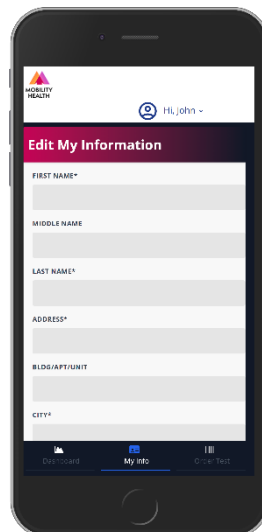 MOBILITY
HEALTH
Hi, John
Edit My Information
FIRST NAME*
MIDDLE NAME
LAST NAME*
ADDRESS*
BLDG/APT/UNIT
CITY*
Dashboard
My Info
Order Test